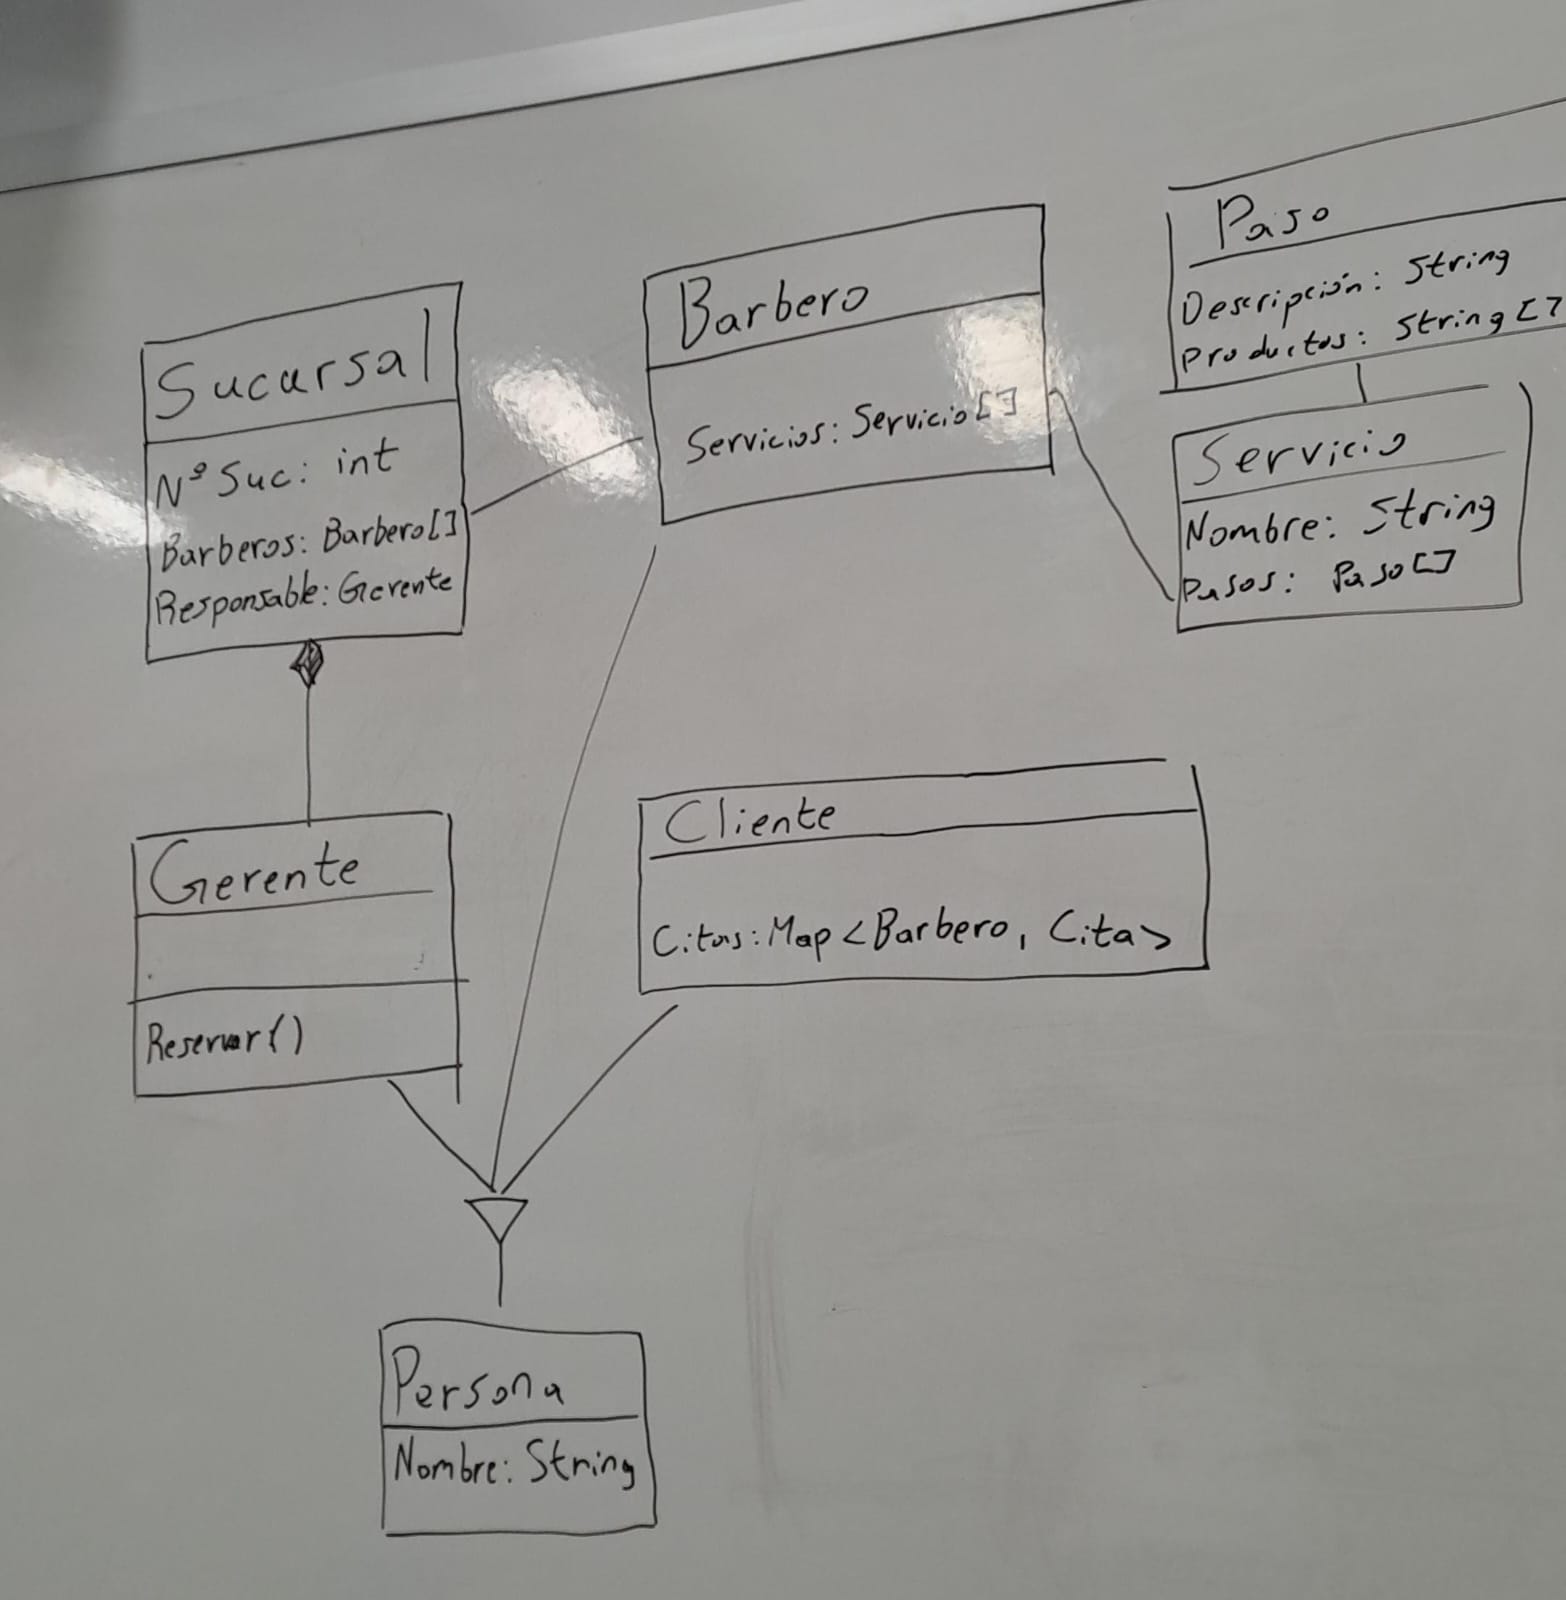 Sucursal
Nº Suc: int
Barberos: Barbero[]
Responsable: Gerente
Barbero
Servicios: Servicio[]
Paso
Descripción: String
Productos: String[]
Servicio
Nombre: String
Pasos: Paso[]
Gerente
Reservar()
Cliente
Citas: Map<Barbero, Cita>
Persona
Nombre: String